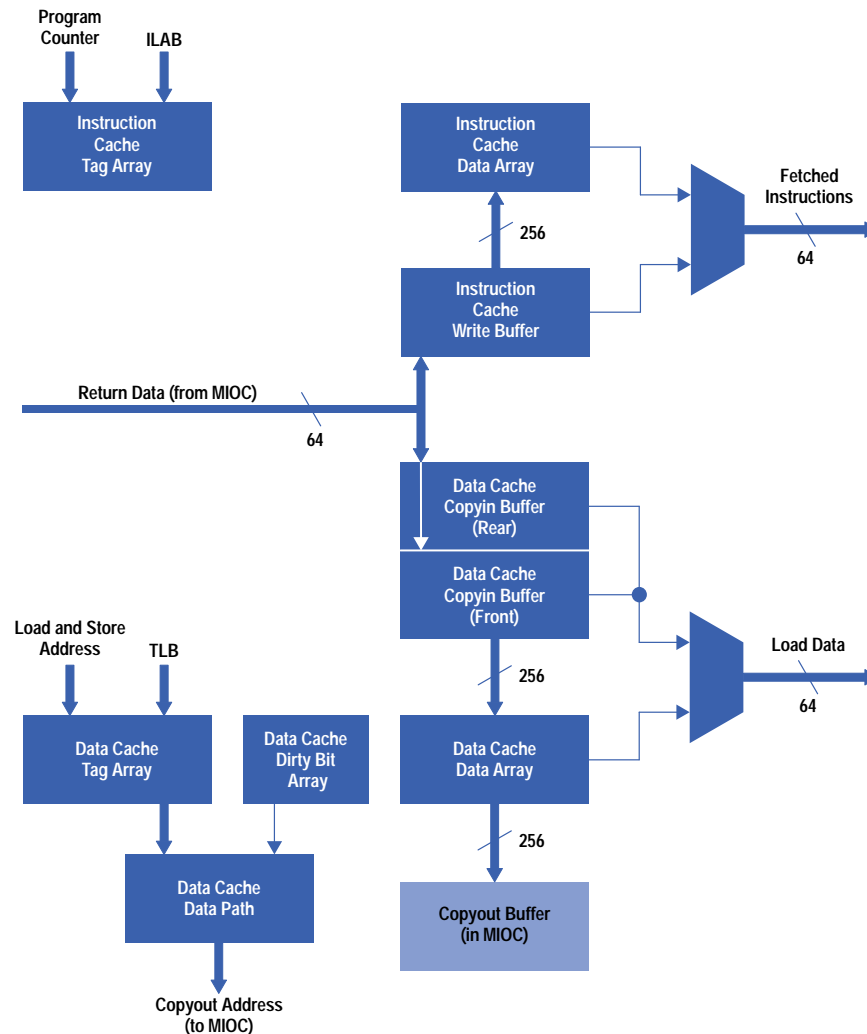 Program
Counter
ILAB
Instruction
Cache
Tag Array
Instruction
Cache
Data Array
Fetched
Instructions
64
256
Instruction
Cache
Write Buffer
Return Data (from MIOC)
64
Data Cache
Copyin Buffer
(Rear)
Data Cache
Copyin Buffer
(Front)
Load and Store
Address
TLB
256
Load Data
64
Data Cache
Tag Array
Data Cache
Dirty Bit
Array
Data Cache
Data Array
256
Data Cache
Data Path
Copyout Buffer
(in MIOC)
Copyout Address
(to MIOC)